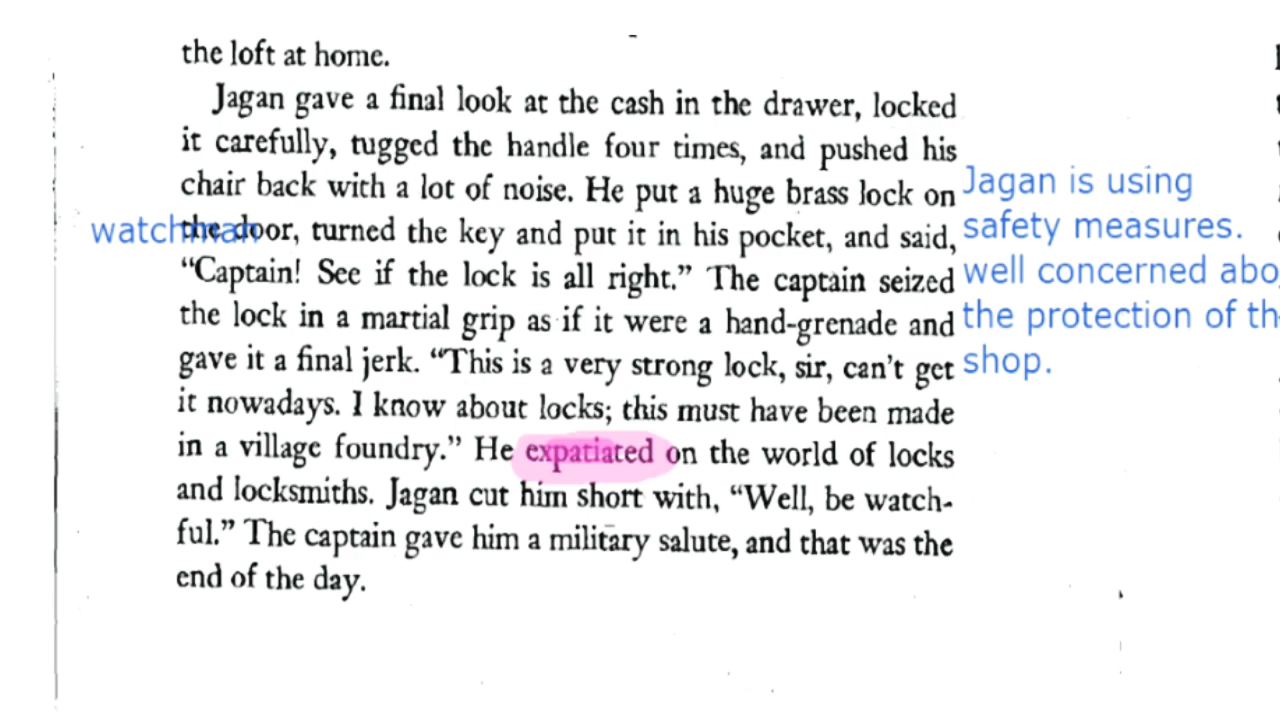 the loft at home.
Jagan gave a final look at the cash in the drawer, locked
it carefully, tugged the handle four times, and pushed his
chair back with a lot of noise. He put a huge brass lock on
the door, turned the key and put it in his pocket, and said,
“Captain! See if the lock is all right.” The captain seized
the lock in a martial grip as if it were a hand-grenade and
gave it a final jerk. “This is a very strong lock, sir, can't get
it nowadays. I know about locks; this must have been made
in a village foundry.” He expatiated on the world of locks
and locksmiths. Jagan cut him short with, “Well, be watch-
ful.” The captain gave him a military salute, and that was the
end of the day.
watchman
Jagan is using
safety measures.
well concerned abo
the protection of th
shop.